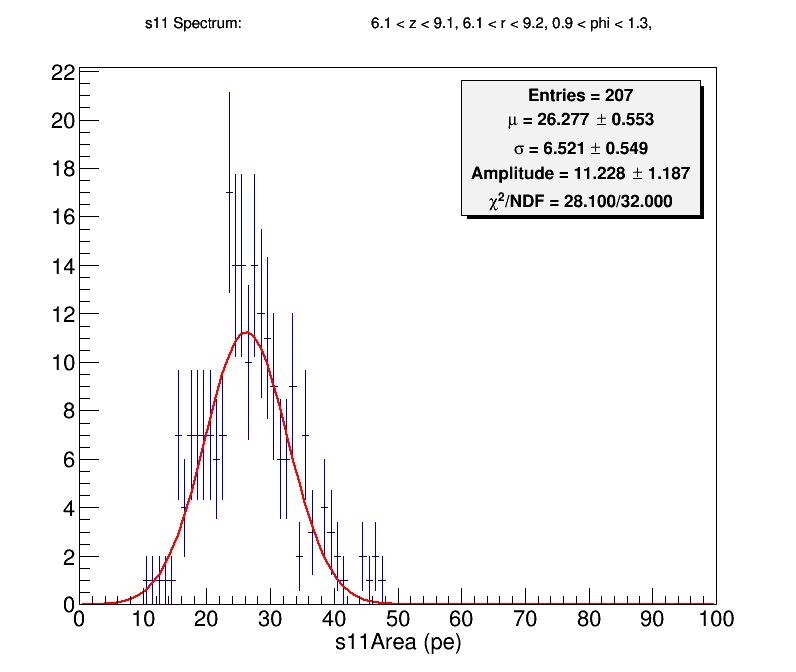 s11 Spectrum: 6.1 < z < 9.1, 6.1 < r < 9.2, 0.9 < phi < 1.3,
Entries = 207
μ = 26.277 ± 0.553
σ = 6.521 ± 0.549
Amplitude = 11.228 ± 1.187
χ²/NDF = 28.100/32.000
22
20
18
16
14
12
10
8
6
4
2
0
0 10 20 30 40 50 60 70 80 90 100
s11Area (pe)